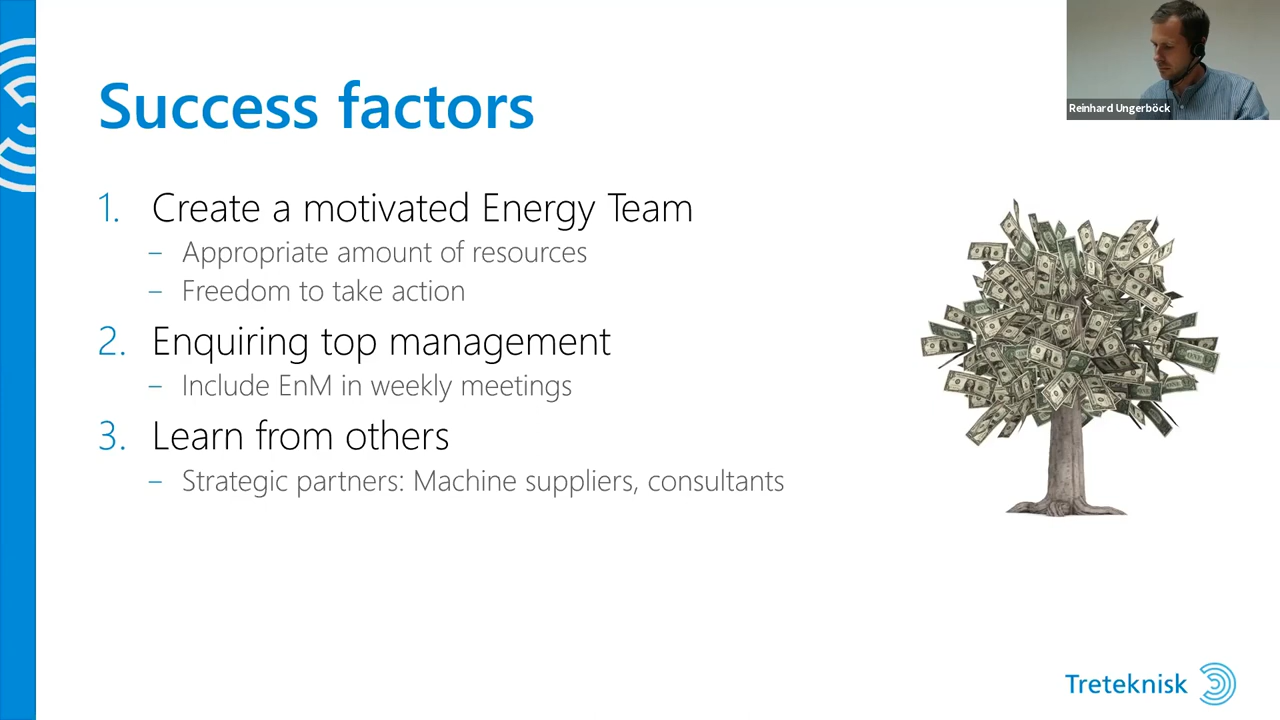 Success factors
1. Create a motivated Energy Team
– Appropriate amount of resources
– Freedom to take action
2. Enquiring top management
– Include EnM in weekly meetings
3. Learn from others
– Strategic partners: Machine suppliers, consultants
Reinhard Ungerböck
Treteknisk